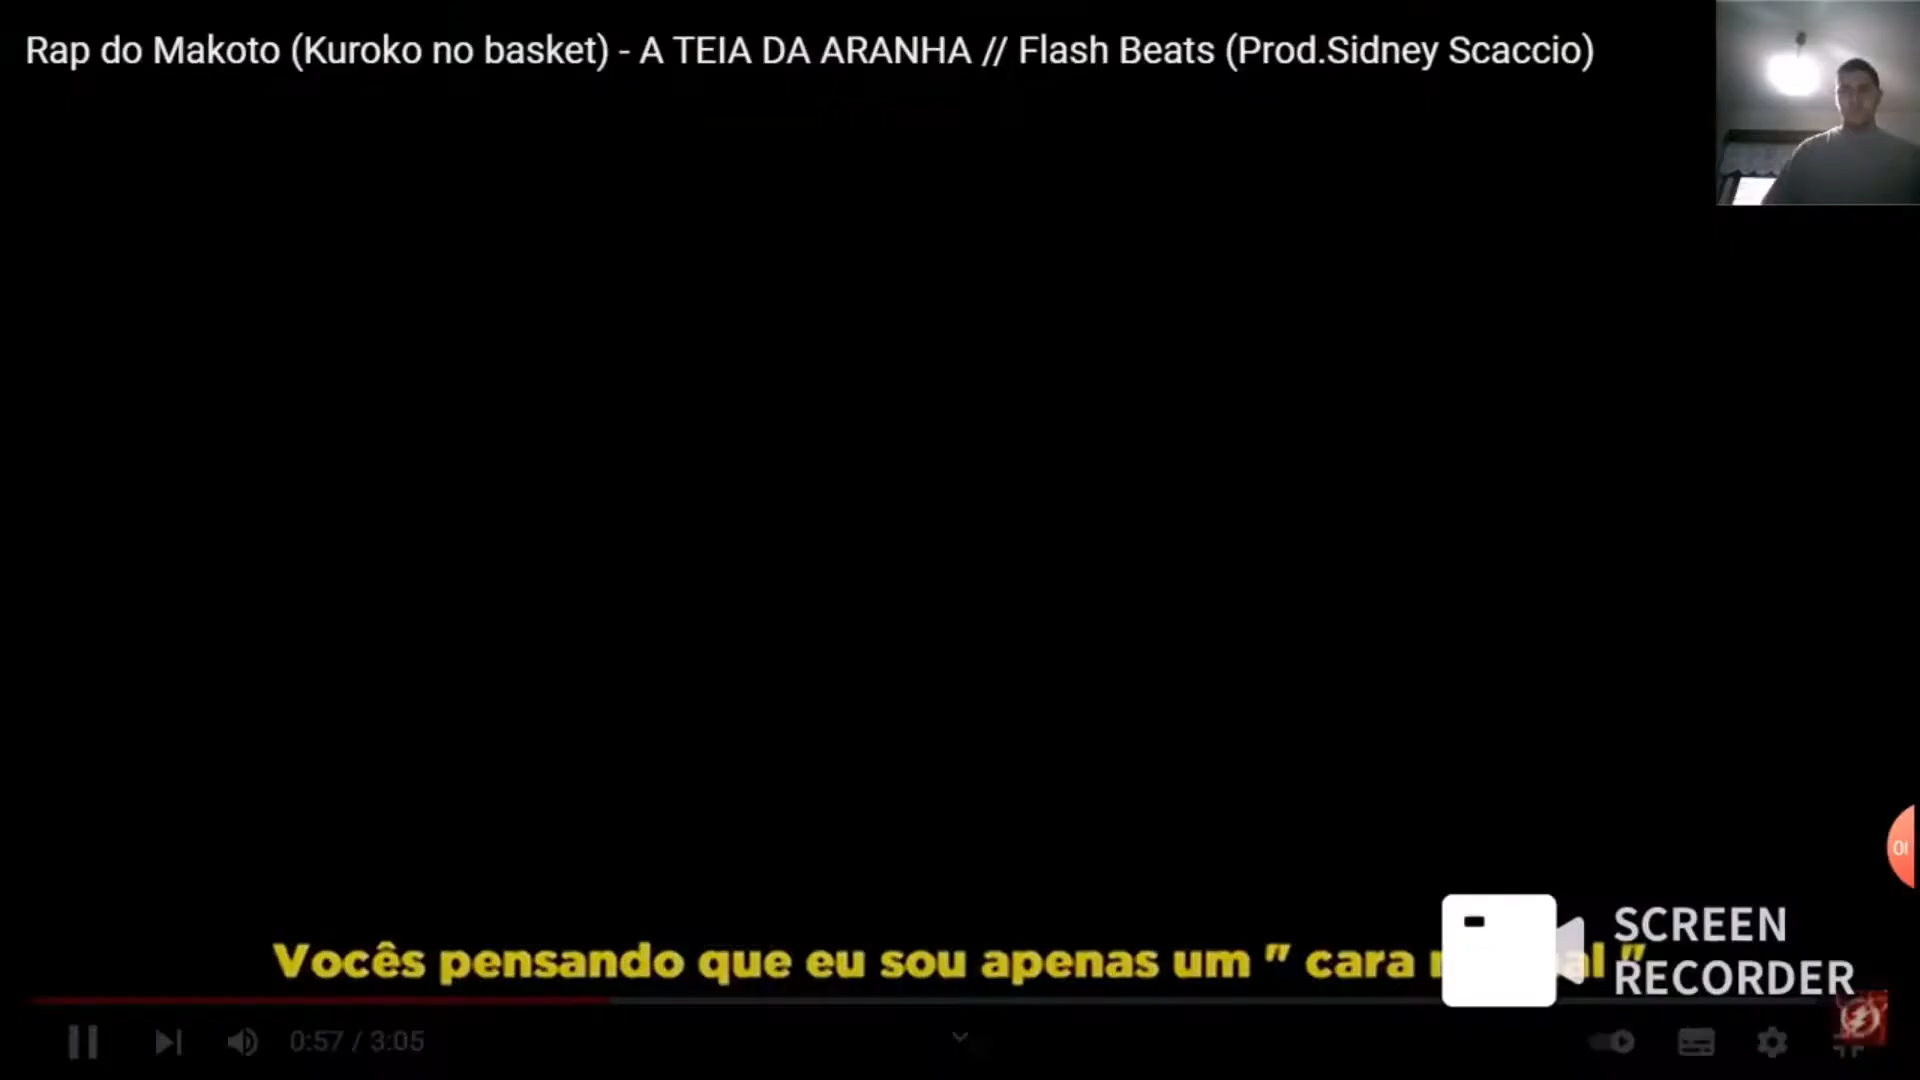 Rap do Makoto (Kuroko no basket) - A TEIA DA ARANHA // Flash Beats (Prod.Sidney Scaccio)
01
Vocês pensando que eu sou apenas um " cara
SCREEN
RECORDER
0:57 / 3:05